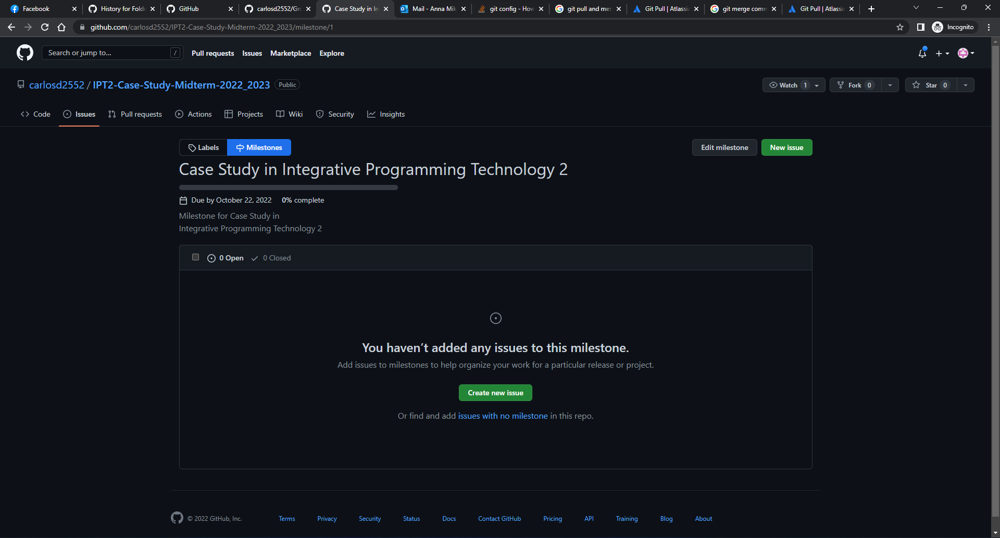 Facebook
History for Folde
GitHub
carlosd2552/Gro
Case Study in In
Mail - Anna Mik
git config - How
git pull and mer
Git Pull | Atlassia
git merge comm
Git Pull | Atlassia
github.com/carlosd2552/IPT2-Case-Study-Midterm-2022_2023/milestone/1
Incognito
Search or jump to... /
Pull requests Issues Marketplace Explore
carlosd2552 / IPT2-Case-Study-Midterm-2022_2023 Public
Watch 1 Fork 0 Star 0
Code Issues Pull requests Actions Projects Wiki Security Insights
Labels Milestones Edit milestone New issue
Case Study in Integrative Programming Technology 2
Due by October 22, 2022 0% complete
Milestone for Case Study in
Integrative Programming Technology 2
0 Open 0 Closed
You haven’t added any issues to this milestone.
Add issues to milestones to help organize your work for a particular release or project.
Create new issue
Or find and add issues with no milestone in this repo.
© 2022 GitHub, Inc. Terms Privacy Security Status Docs Contact GitHub Pricing API Training Blog About